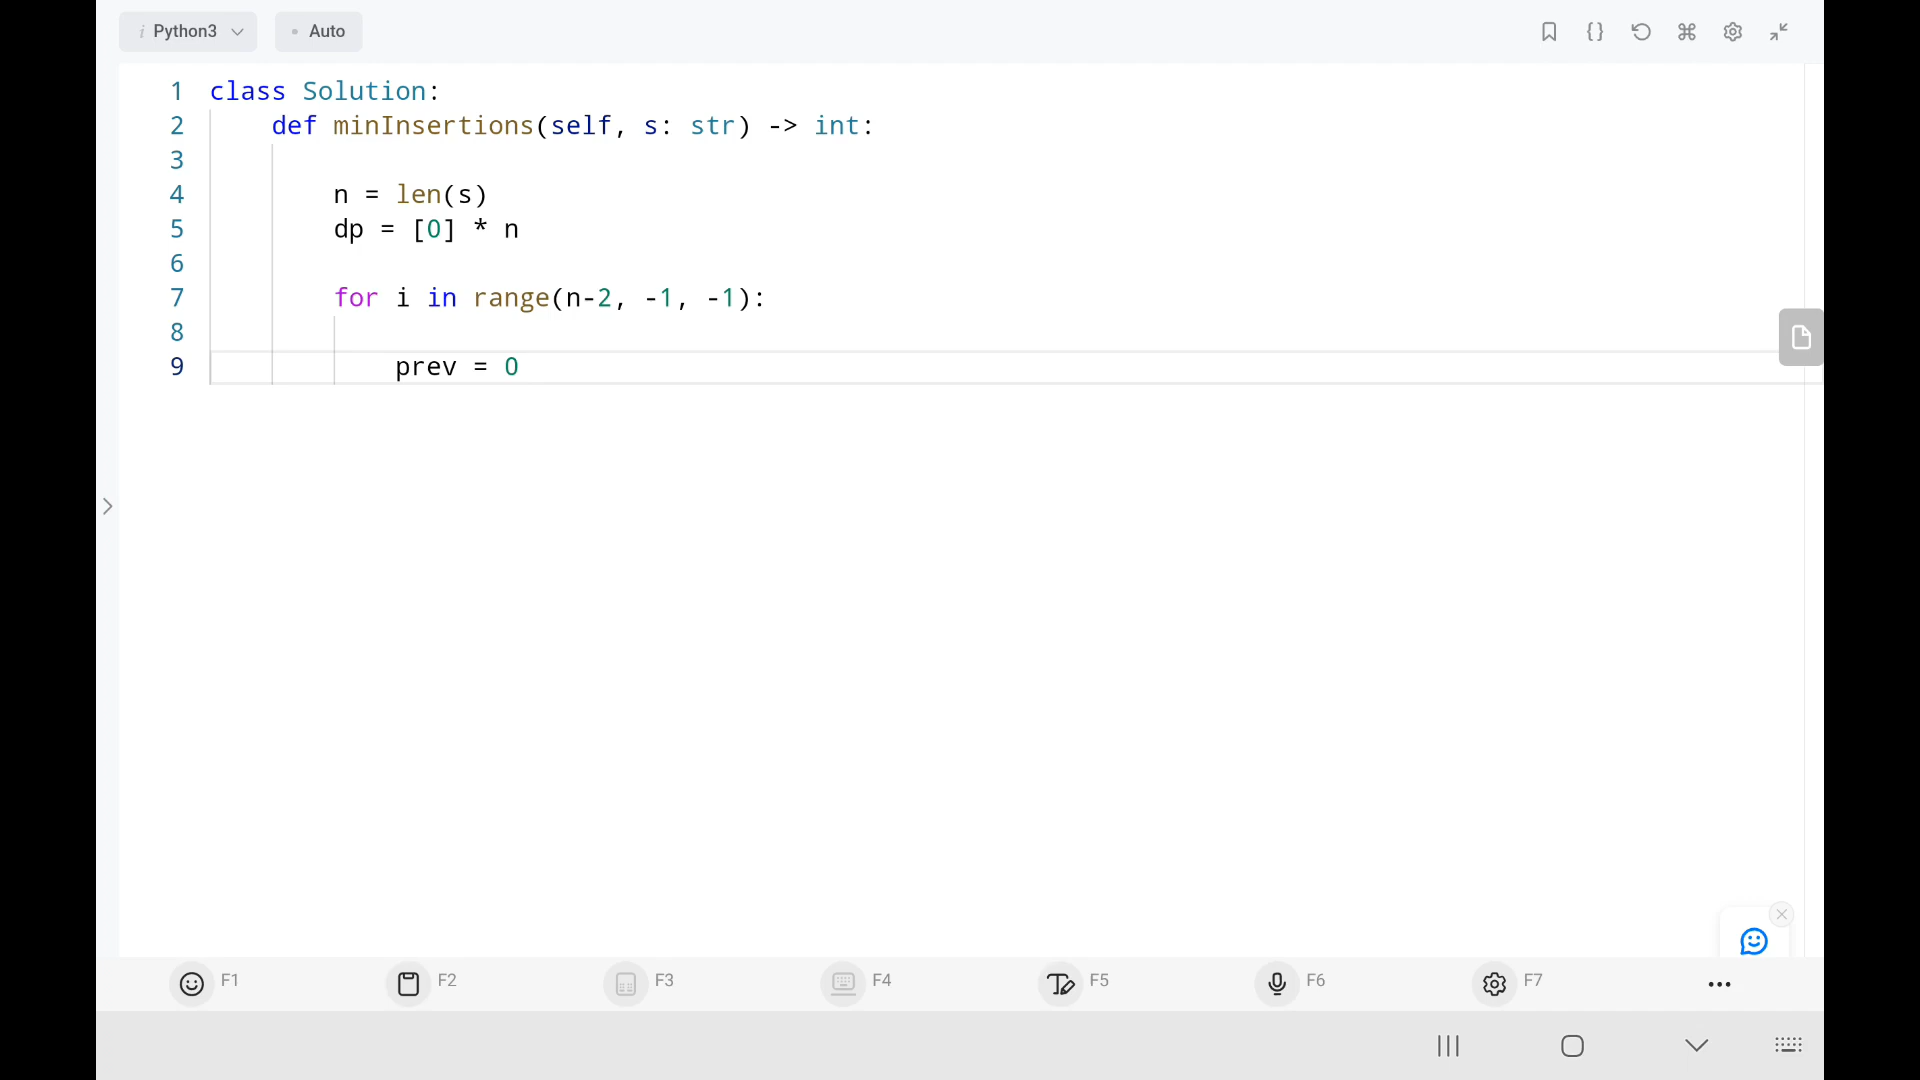 i Python3
Auto
1 class Solution:
2     def minInsertions(self, s: str) -> int:
3
4         n = len(s)
5         dp = [0] * n
6
7         for i in range(n-2, -1, -1):
8
9             prev = 0
F1 F2 F3 F4 F5 F6 F7